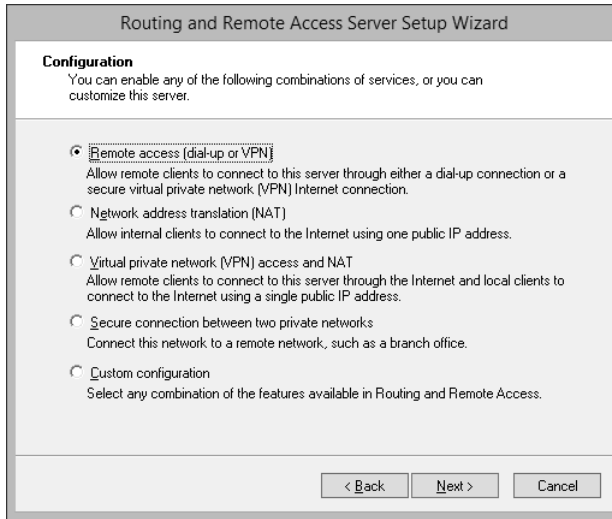 Routing and Remote Access Server Setup Wizard
Configuration
You can enable any of the following combinations of services, or you can
customize this server.
Remote access (dial-up or VPN)
Allow remote clients to connect to this server through either a dial-up connection or a
secure virtual private network (VPN) Internet connection.
Network address translation (NAT)
Allow internal clients to connect to the Internet using one public IP address.
Virtual private network (VPN) access and NAT
Allow remote clients to connect to this server through the Internet and local clients to
connect to the Internet using a single public IP address.
Secure connection between two private networks
Connect this network to a remote network, such as a branch office.
Custom configuration
Select any combination of the features available in Routing and Remote Access.
< Back Next > Cancel